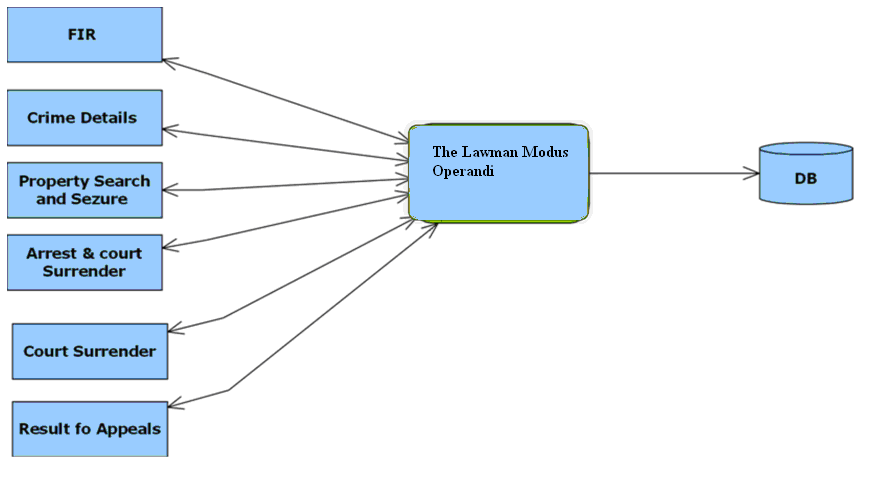 FIR
Crime Details
Property Search
and Sezure
Arrest & court
Surrender
Court Surrender
Result fo Appeals
The Lawman Modus
Operandi
DB